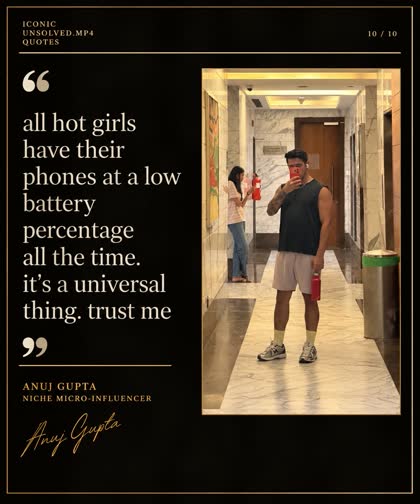 ICONIC
UNSOLVED.MP4
QUOTES
10 / 10
“
all hot girls
have their
phones at a low
battery
percentage
all the time.
it’s a universal
thing. trust me
”
ANUJ GUPTA
NICHE MICRO-INFLUENCER
Anuj Gupta